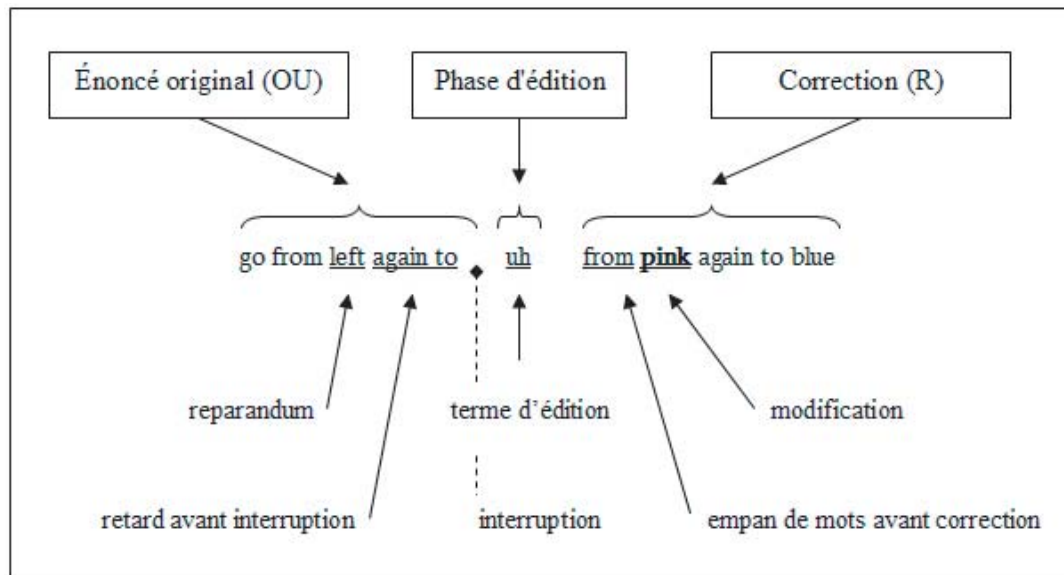 Énoncé original (OU) Phase d'édition Correction (R)
go from left again to uh from pink again to blue
reparandum terme d’édition modification
retard avant interruption interruption empan de mots avant correction